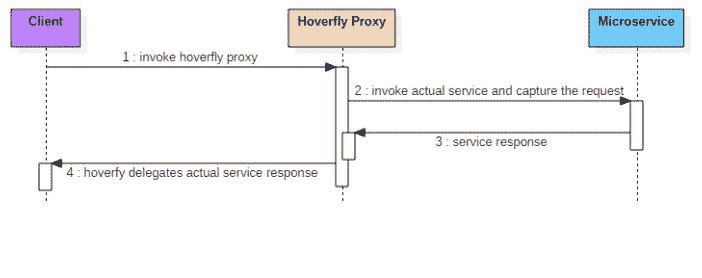 Client
Hoverfly Proxy
Microservice
1 : invoke hoverfly proxy
2 : invoke actual service and capture the request
3 : service response
4 : hoverfy delegates actual service response